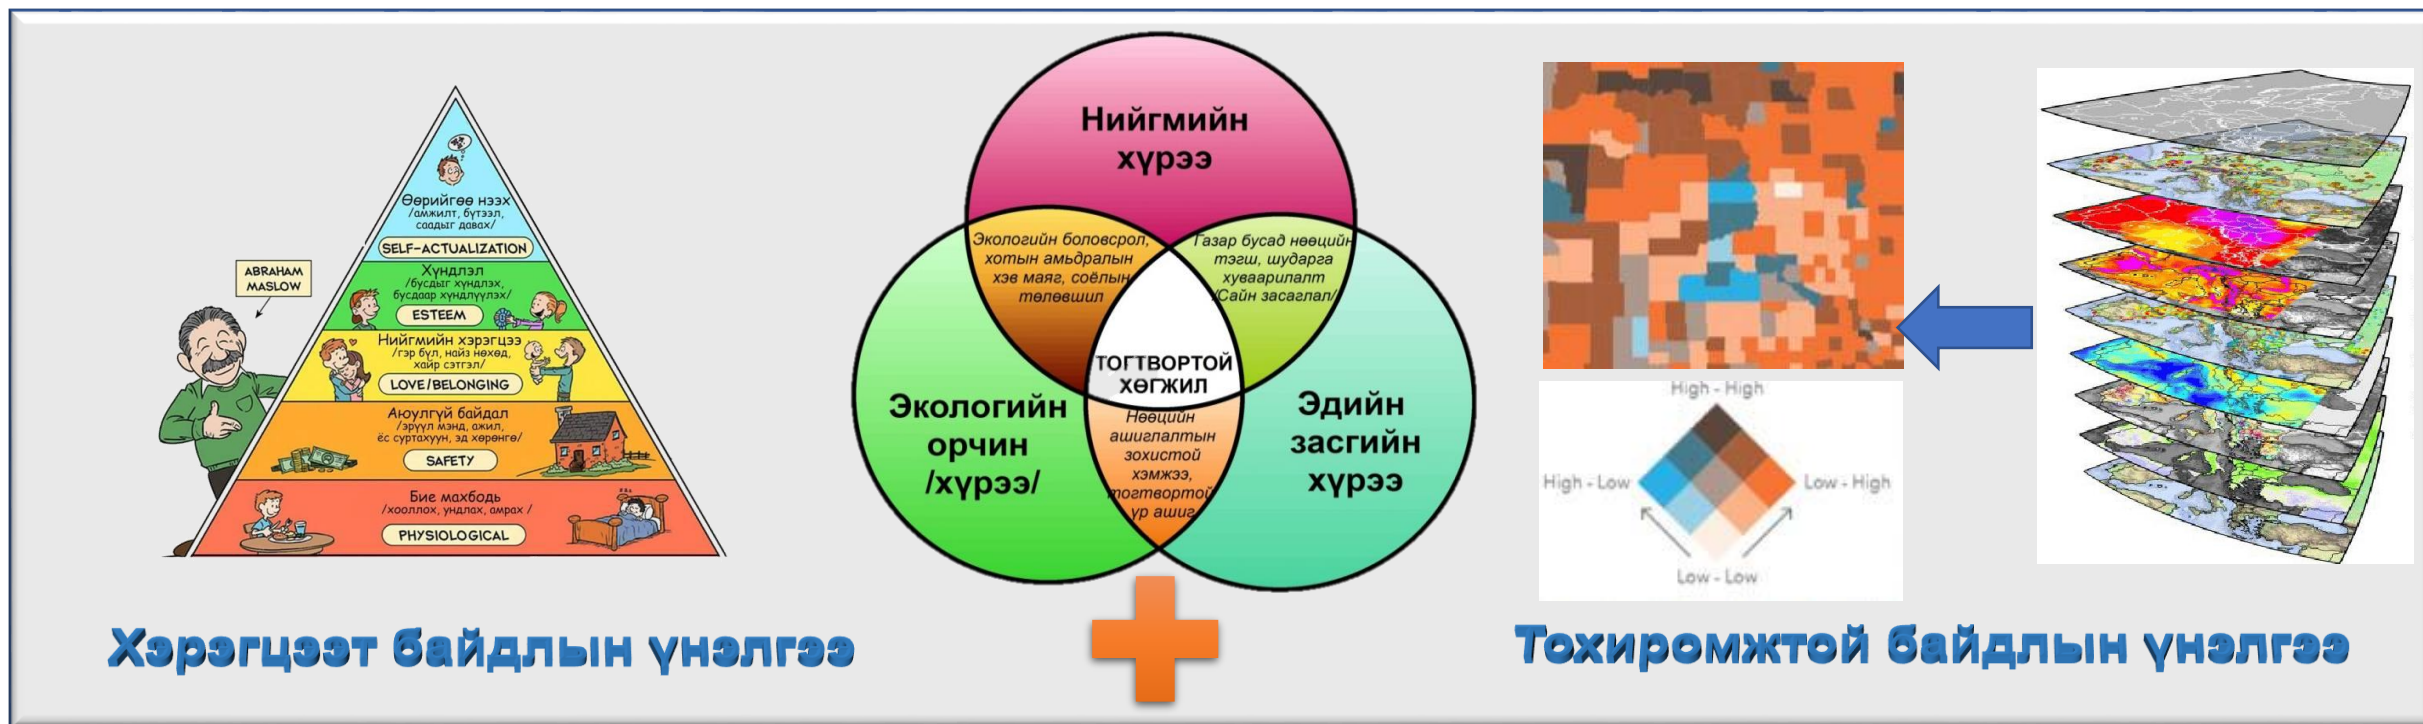 ABRAHAM
MASLOW
Өөрийгөө нээх
/амжилт, бүтээл,
саадыг давах/
SELF-ACTUALIZATION
Хүндлэл
/бусдыг хүндлэх,
бусдаар хүндлүүлэх/
ESTEEM
Нийгмийн хэрэгцээ
/гэр бүл, найз нөхөд,
хайр сэтгэл/
LOVE/BELONGING
Аюулгүй байдал
/эрүүл мэнд, ажил,
ёс суртахуун, эд хөрөнгө/
SAFETY
Бие махбодь
/хооллох, ундлах, амрах /
PHYSIOLOGICAL
Хэрэгцээт байдлын үнэлгээ
Нийгмийн
хүрээ
Экологийн боловсрол,
хотын амьдралын
хэв маяг, соёлын
төлөвшил
Газар бусад нөөцийн
тэгш, шударга
хуваарилалт
/Сайн засаглал/
ТОГТВОРТОЙ
ХӨГЖИЛ
Экологийн
орчин
/хүрээ/
Нөөцийн
ашиглалтын
зохистой
хэмжээ,
тогтвортой
үр ашиг
Эдийн
засгийн
хүрээ
High - High
High - Low
Low - High
Low - Low
Тохиромжтой байдлын үнэлгээ